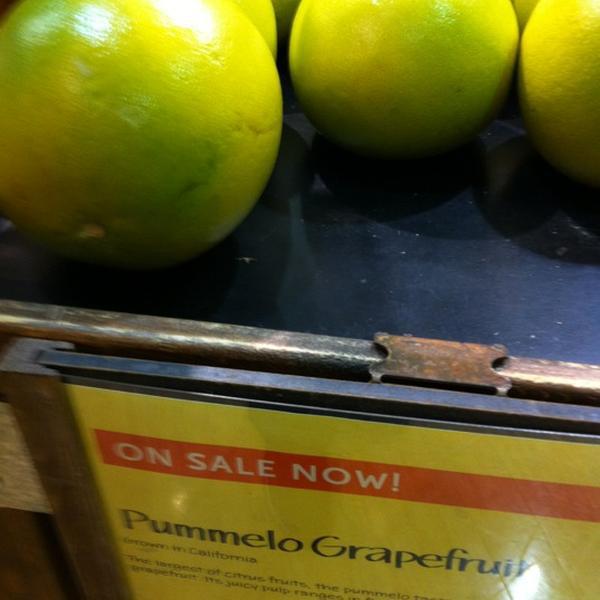 ON SALE NOW!
Pummelo Grapefruit
Grown in California
The largest of citrus fruits, the pummelo
grapefruit. Its juicy pulp ranges in